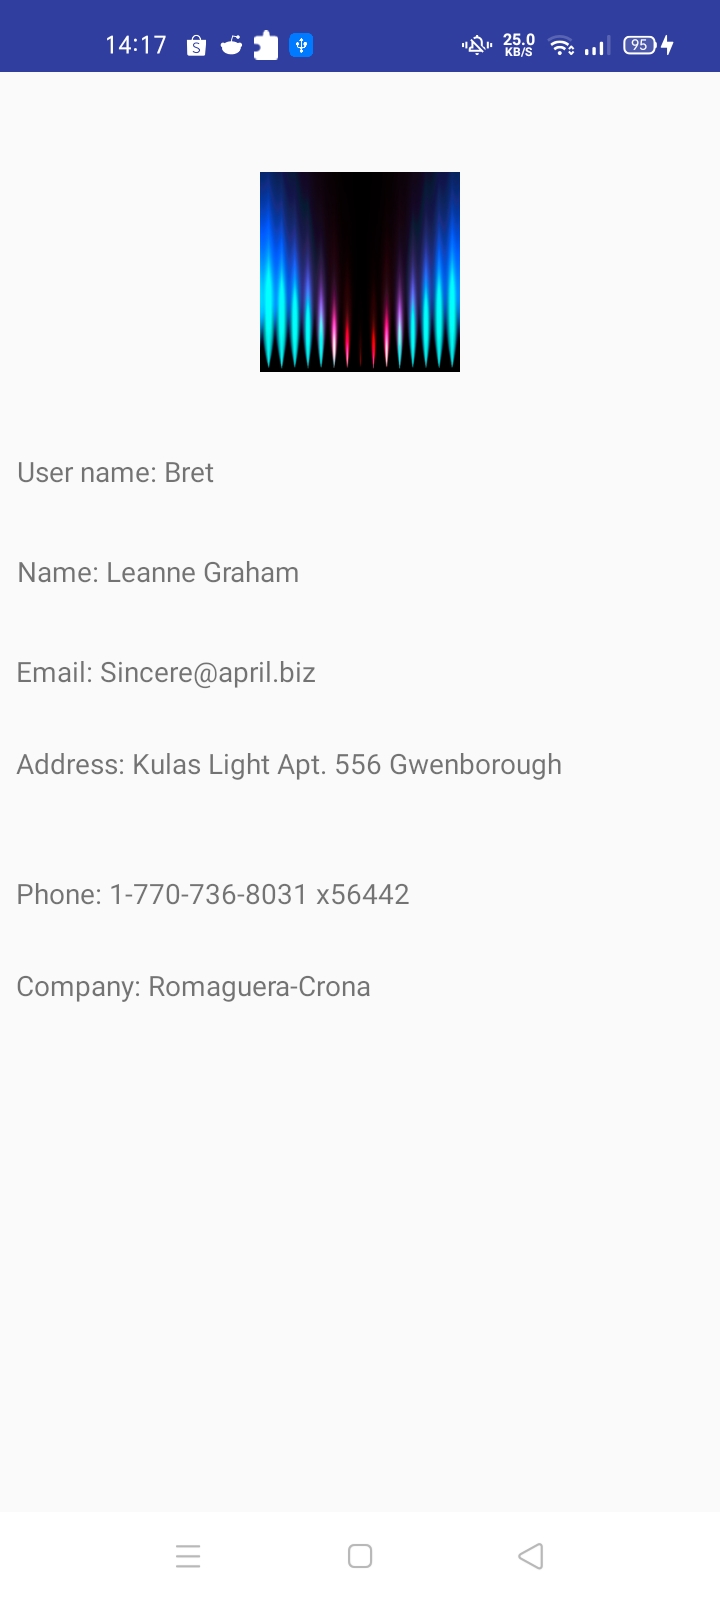 14:17 25.0 KB/S 95
User name: Bret
Name: Leanne Graham
Email: Sincere@april.biz
Address: Kulas Light Apt. 556 Gwenborough
Phone: 1-770-736-8031 x56442
Company: Romaguera-Crona